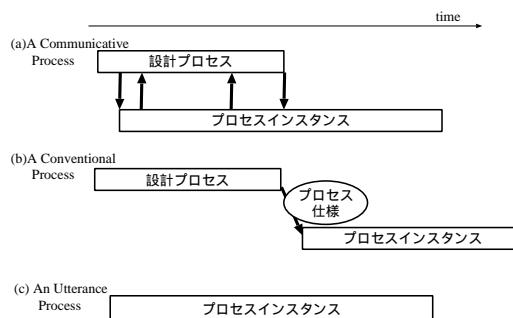 time
(a)A Communicative
Process
設計プロセス
プロセスインスタンス
(b)A Conventional
Process
設計プロセス
プロセス
仕様
プロセスインスタンス
(c) An Utterance
Process
プロセスインスタンス